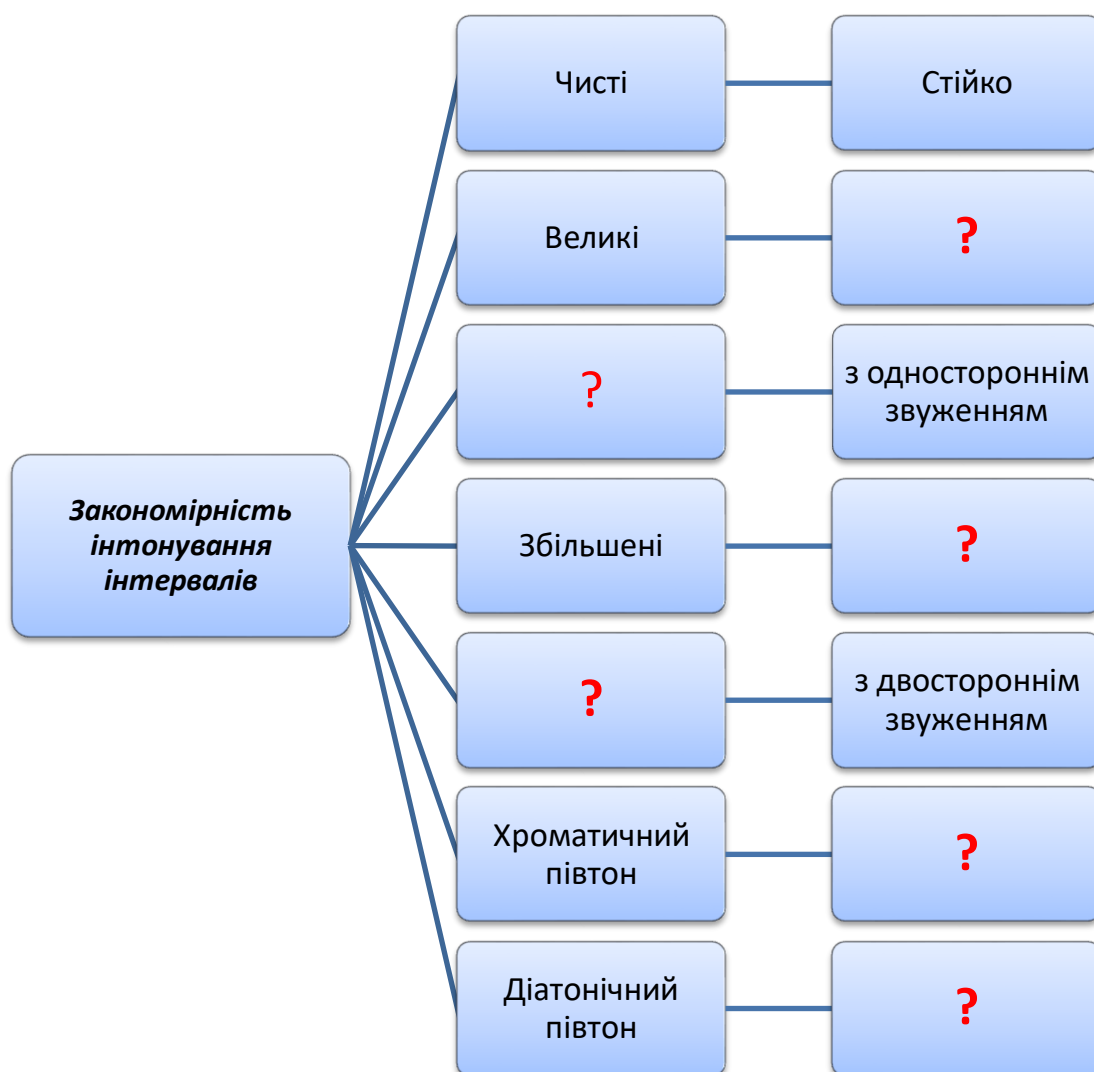 Чисті
Стійко
Великі
?
?
з одностороннім
звуженням
Закономірність
інтонування
інтервалів
Збільшені
?
?
з двостороннім
звуженням
Хроматичний
півтон
?
Діатонічний
півтон
?